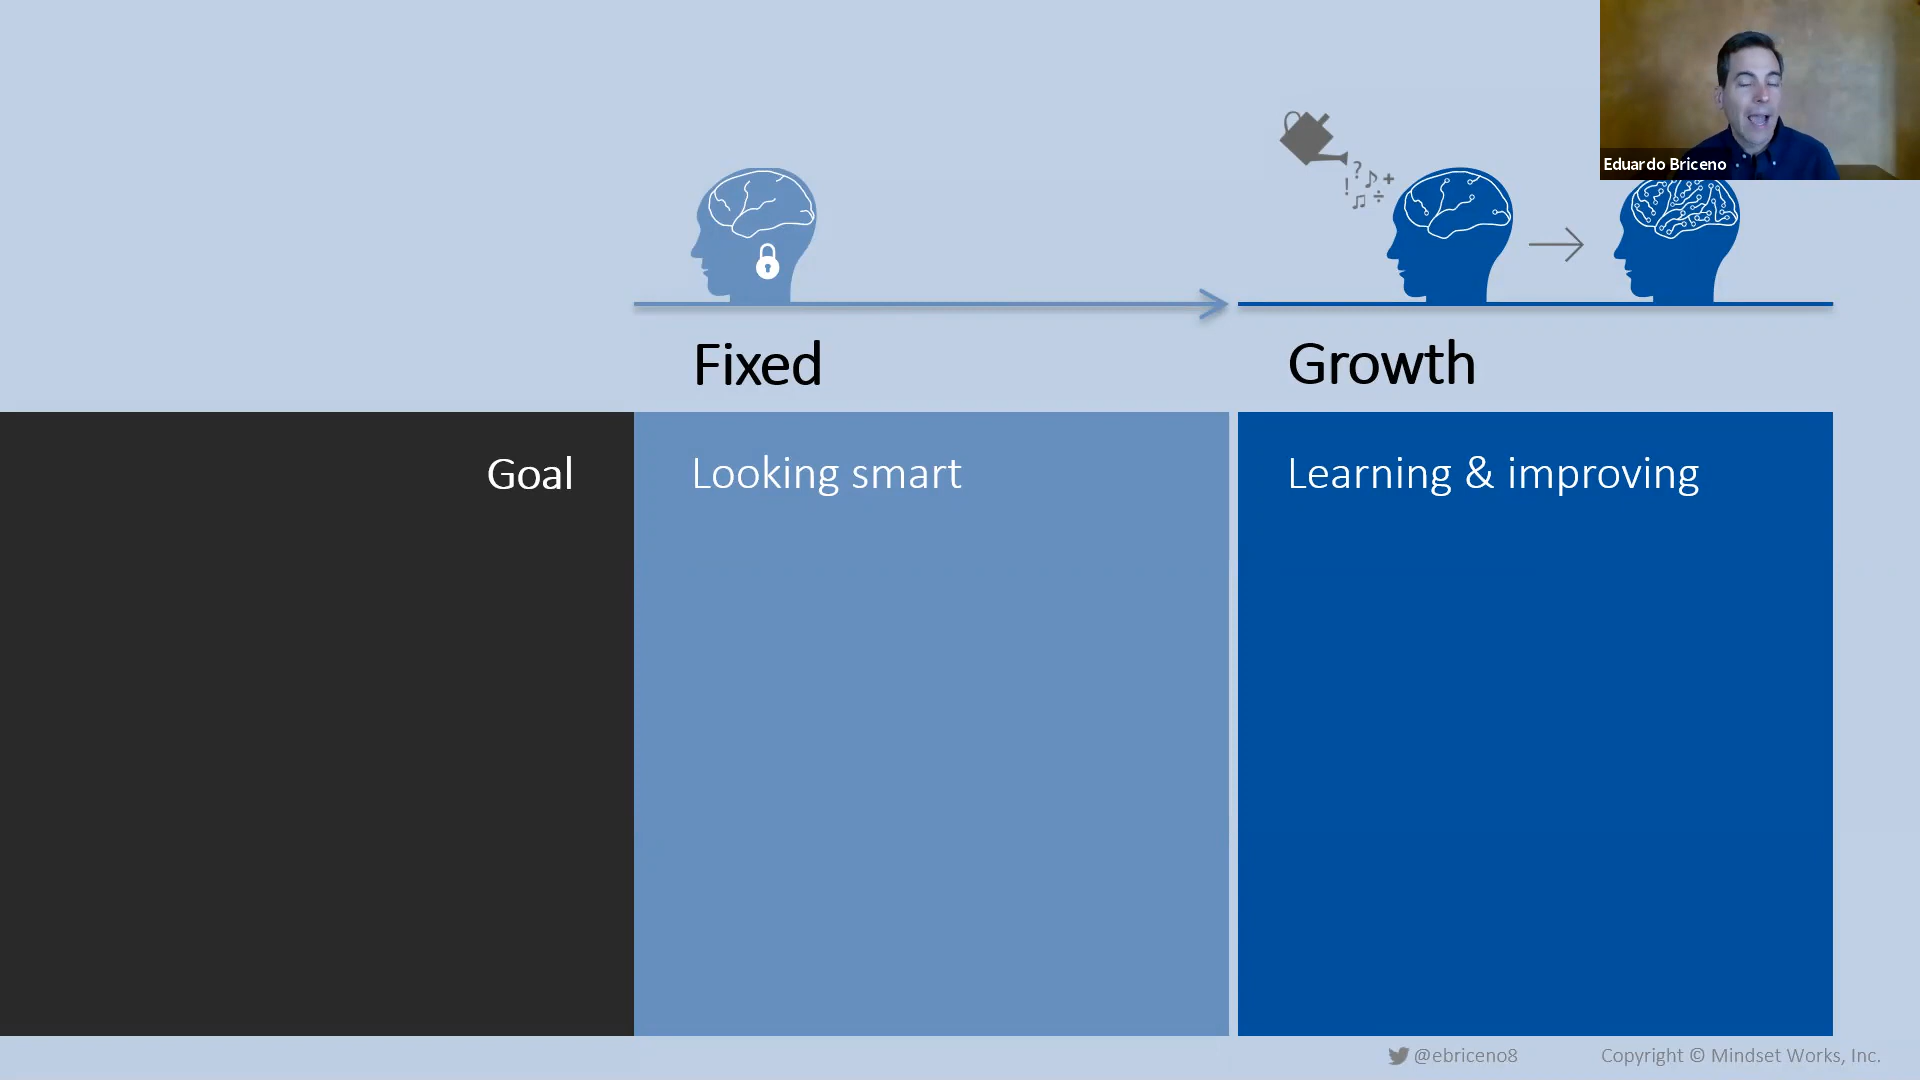 Eduardo Briceno
Fixed
Growth
Goal
Looking smart
Learning & improving
@ebriceno8
Copyright © Mindset Works, Inc.